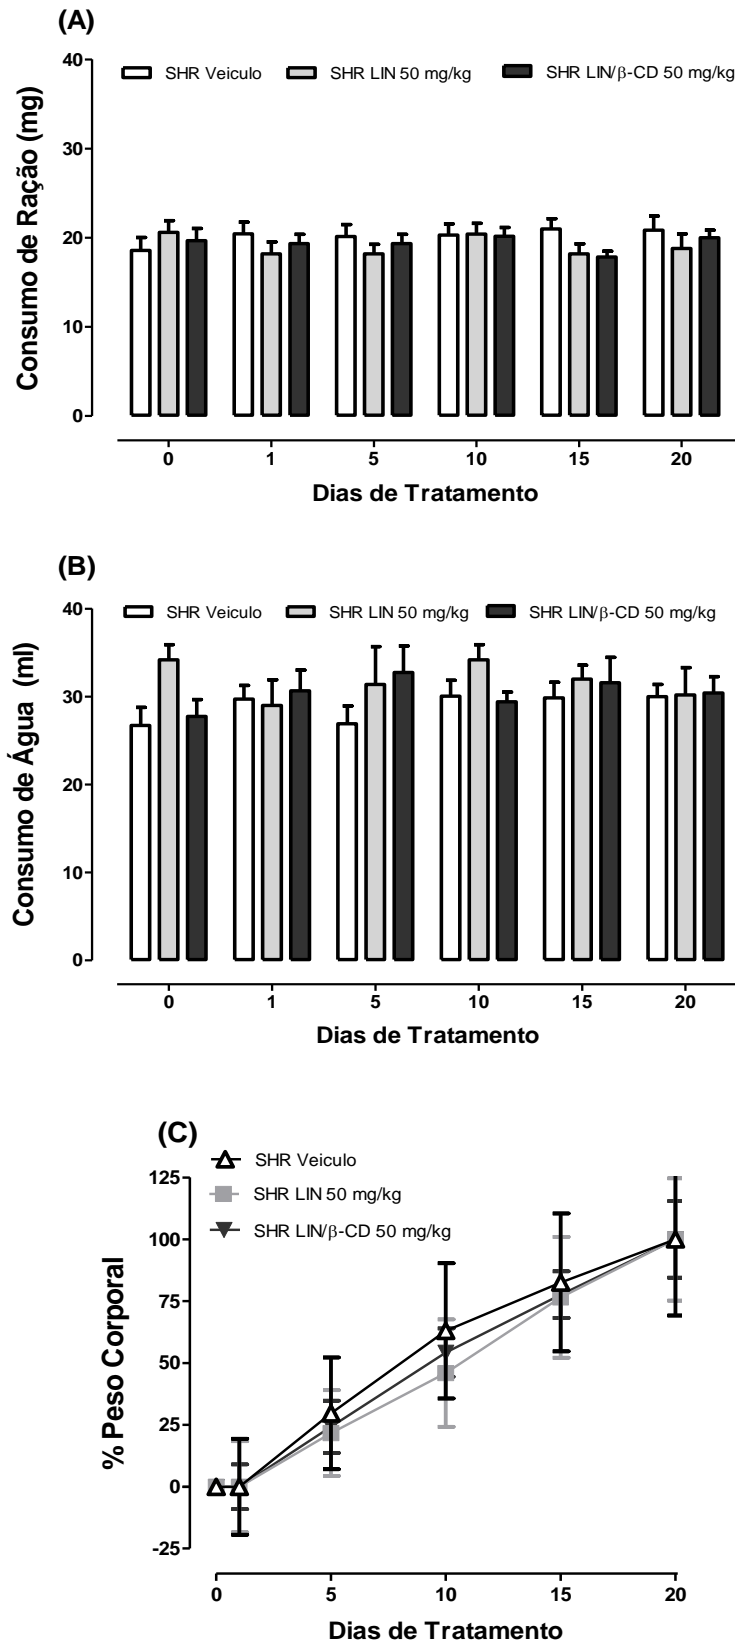 (A)
SHR Veiculo SHR LIN 50 mg/kg SHR LIN/β-CD 50 mg/kg
Consumo de Ração (mg)
40
30
20
10
0
0 1 5 10 15 20
Dias de Tratamento
(B)
SHR Veiculo SHR LIN 50 mg/kg SHR LIN/β-CD 50 mg/kg
Consumo de Água (ml)
40
30
20
10
0
0 1 5 10 15 20
Dias de Tratamento
(C)
SHR Veiculo
SHR LIN 50 mg/kg
SHR LIN/β-CD 50 mg/kg
% Peso Corporal
125
100
75
50
25
0
-25
0 5 10 15 20
Dias de Tratamento